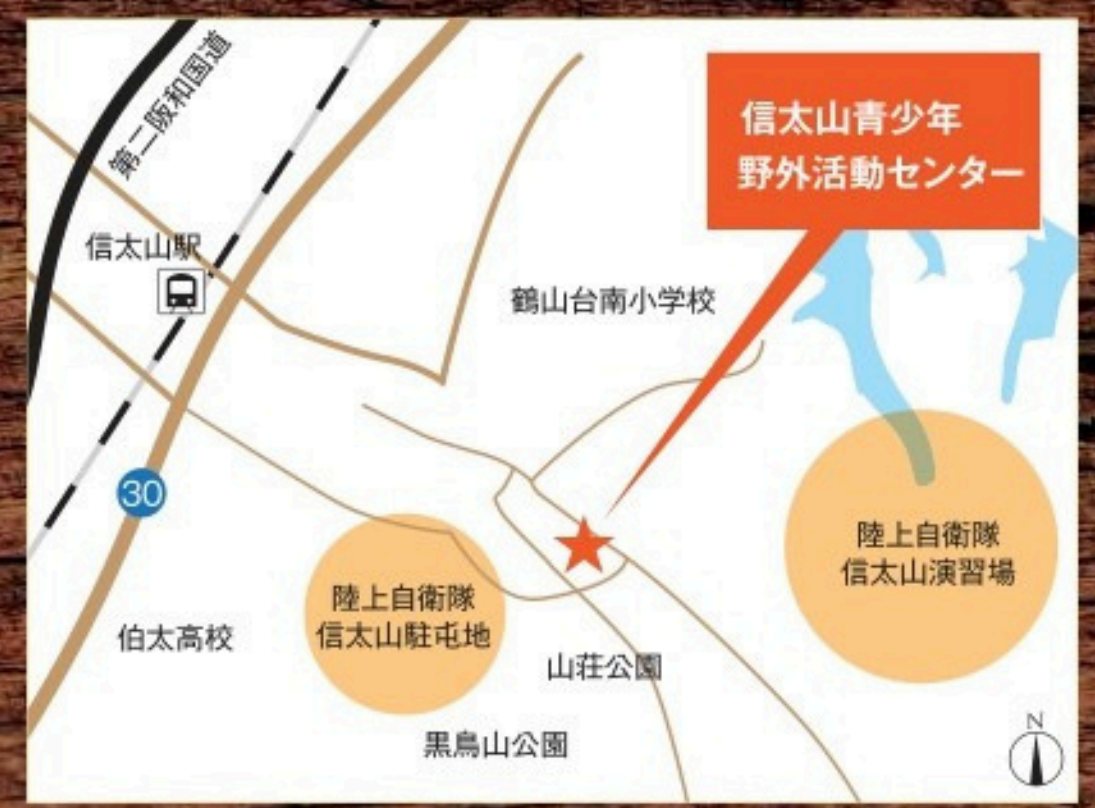 第二阪和国道
信太山青少年
野外活動センター
信太山駅
鶴山台南小学校
30
陸上自衛隊
信太山演習場
陸上自衛隊
信太山駐屯地
伯太高校
山荘公園
黒鳥山公園
N